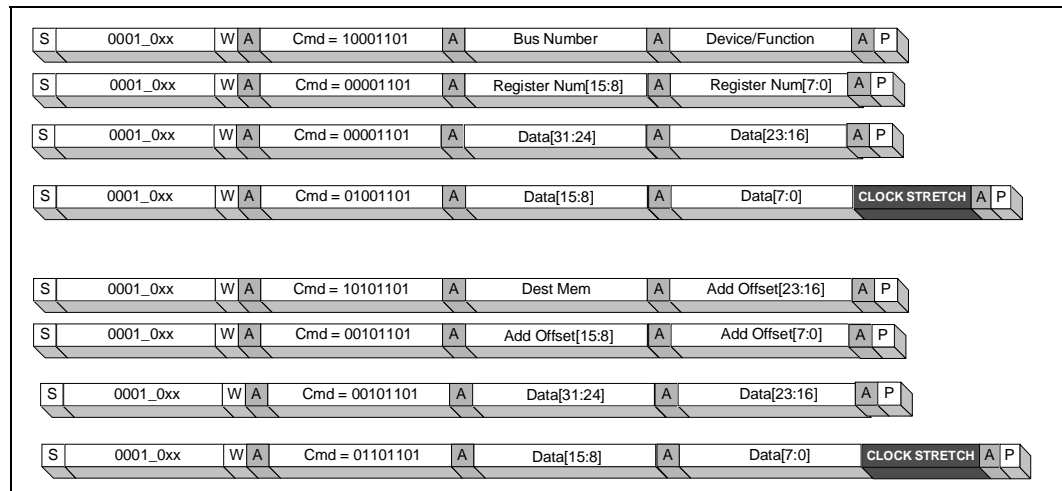 S 0001_0xx W A Cmd = 10001101 A Bus Number A Device/Function A P
S 0001_0xx W A Cmd = 00001101 A Register Num[15:8] A Register Num[7:0] A P
S 0001_0xx W A Cmd = 00001101 A Data[31:24] A Data[23:16] A P
S 0001_0xx W A Cmd = 01001101 A Data[15:8] A Data[7:0] CLOCK STRETCH A P
S 0001_0xx W A Cmd = 10101101 A Dest Mem A Add Offset[23:16] A P
S 0001_0xx W A Cmd = 00101101 A Add Offset[15:8] A Add Offset[7:0] A P
S 0001_0xx W A Cmd = 00101101 A Data[31:24] A Data[23:16] A P
S 0001_0xx W A Cmd = 01101101 A Data[15:8] A Data[7:0] CLOCK STRETCH A P